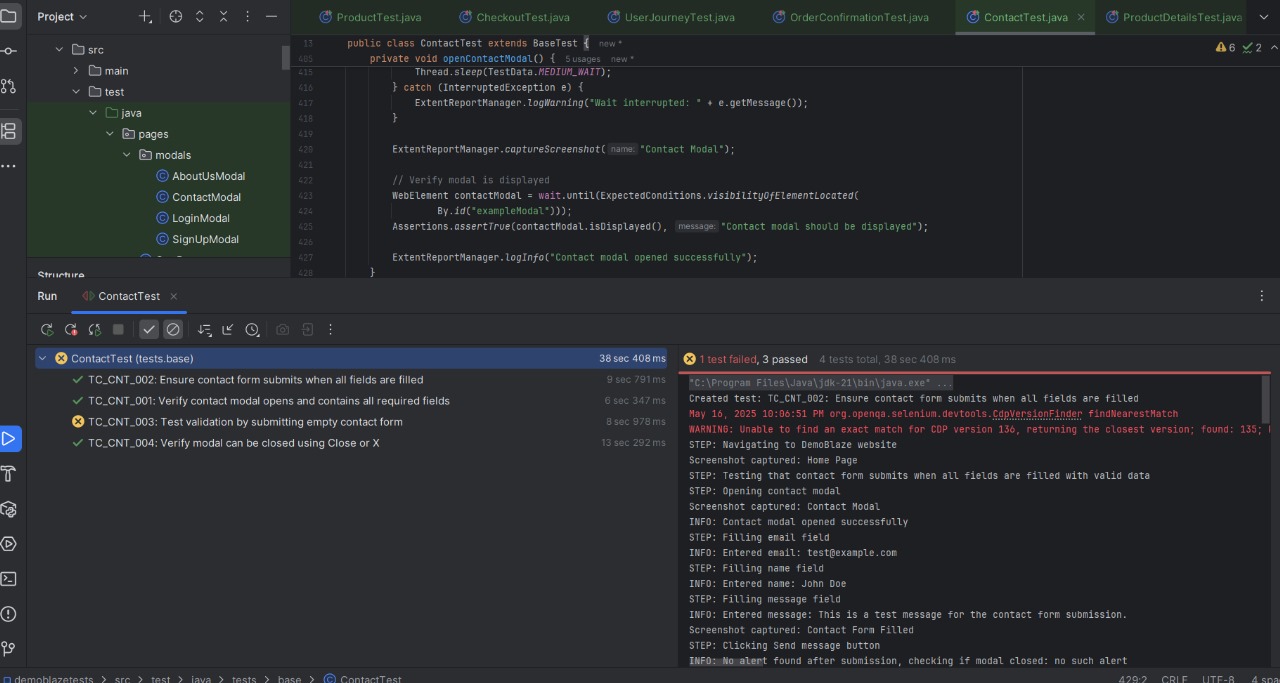 Project
ProductTest.java
CheckoutTest.java
UserJourneyTest.java
OrderConfirmationTest.java
ContactTest.java
ProductDetailsTest.java
src
main
test
java
pages
modals
AboutUsModal
ContactModal
LoginModal
SignUpModal
Structure
13 public class ContactTest extends BaseTest { new *
405 private void openContactModal() { 5 usages new *
6 2
415 Thread.sleep(TestData.MEDIUM_WAIT);
416 } catch (InterruptedException e) {
417 ExtentReportManager.logWarning("Wait interrupted: " + e.getMessage());
418 }
419
420 ExtentReportManager.captureScreenshot( name: "Contact Modal");
421
422 // Verify modal is displayed
423 WebElement contactModal = wait.until(ExpectedConditions.visibilityOfElementLocated(
424 By.id("exampleModal")));
425 Assertions.assertTrue(contactModal.isDisplayed(), message: "Contact modal should be displayed");
426
427 ExtentReportManager.logInfo("Contact modal opened successfully");
428 }
Run ContactTest
ContactTest (tests.base) 38 sec 408 ms
TC_CNT_002: Ensure contact form submits when all fields are filled 9 sec 791 ms
TC_CNT_001: Verify contact modal opens and contains all required fields 6 sec 347 ms
TC_CNT_003: Test validation by submitting empty contact form 8 sec 978 ms
TC_CNT_004: Verify modal can be closed using Close or X 13 sec 292 ms
1 test failed, 3 passed 4 tests total, 38 sec 408 ms
"C:\Program Files\Java\jdk-21\bin\java.exe" ...
Created test: TC_CNT_002: Ensure contact form submits when all fields are filled
May 16, 2025 10:06:51 PM org.openqa.selenium.devtools.CdpVersionFinder findNearestMatch
WARNING: Unable to find an exact match for CDP version 136, returning the closest version; found: 135;
STEP: Navigating to DemoBlaze website
Screenshot captured: Home Page
STEP: Testing that contact form submits when all fields are filled with valid data
STEP: Opening contact modal
Screenshot captured: Contact Modal
INFO: Contact modal opened successfully
STEP: Filling email field
INFO: Entered email: test@example.com
STEP: Filling name field
INFO: Entered name: John Doe
STEP: Filling message field
INFO: Entered message: This is a test message for the contact form submission.
Screenshot captured: Contact Form Filled
STEP: Clicking Send message button
INFO: No alert found after submission, checking if modal closed: no such alert
demoblazetests > src > test > java > tests > base > ContactTest
429:2 CRLF UTF-8 4 spa